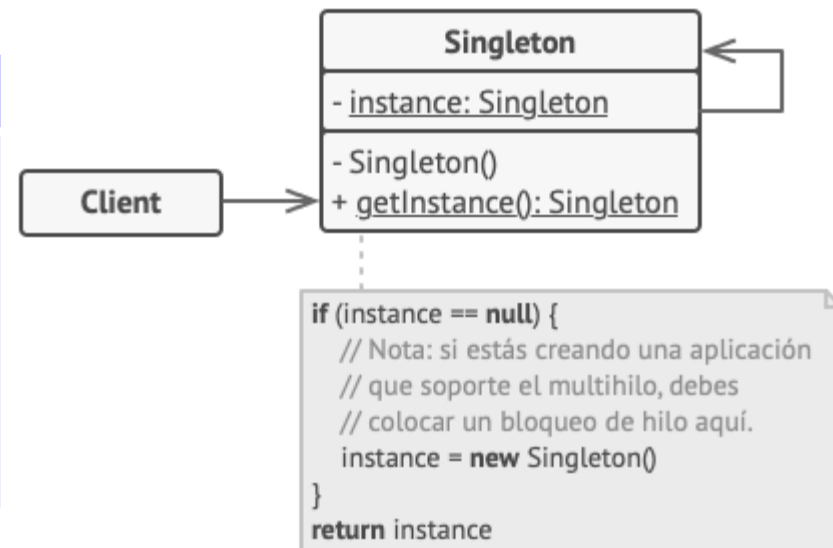 Singleton
- instance: Singleton
- Singleton()
+ getInstance(): Singleton
Client
if (instance == null) {
// Nota: si estás creando una aplicación
// que soporte el multihilo, debes
// colocar un bloqueo de hilo aquí.
instance = new Singleton()
}
return instance